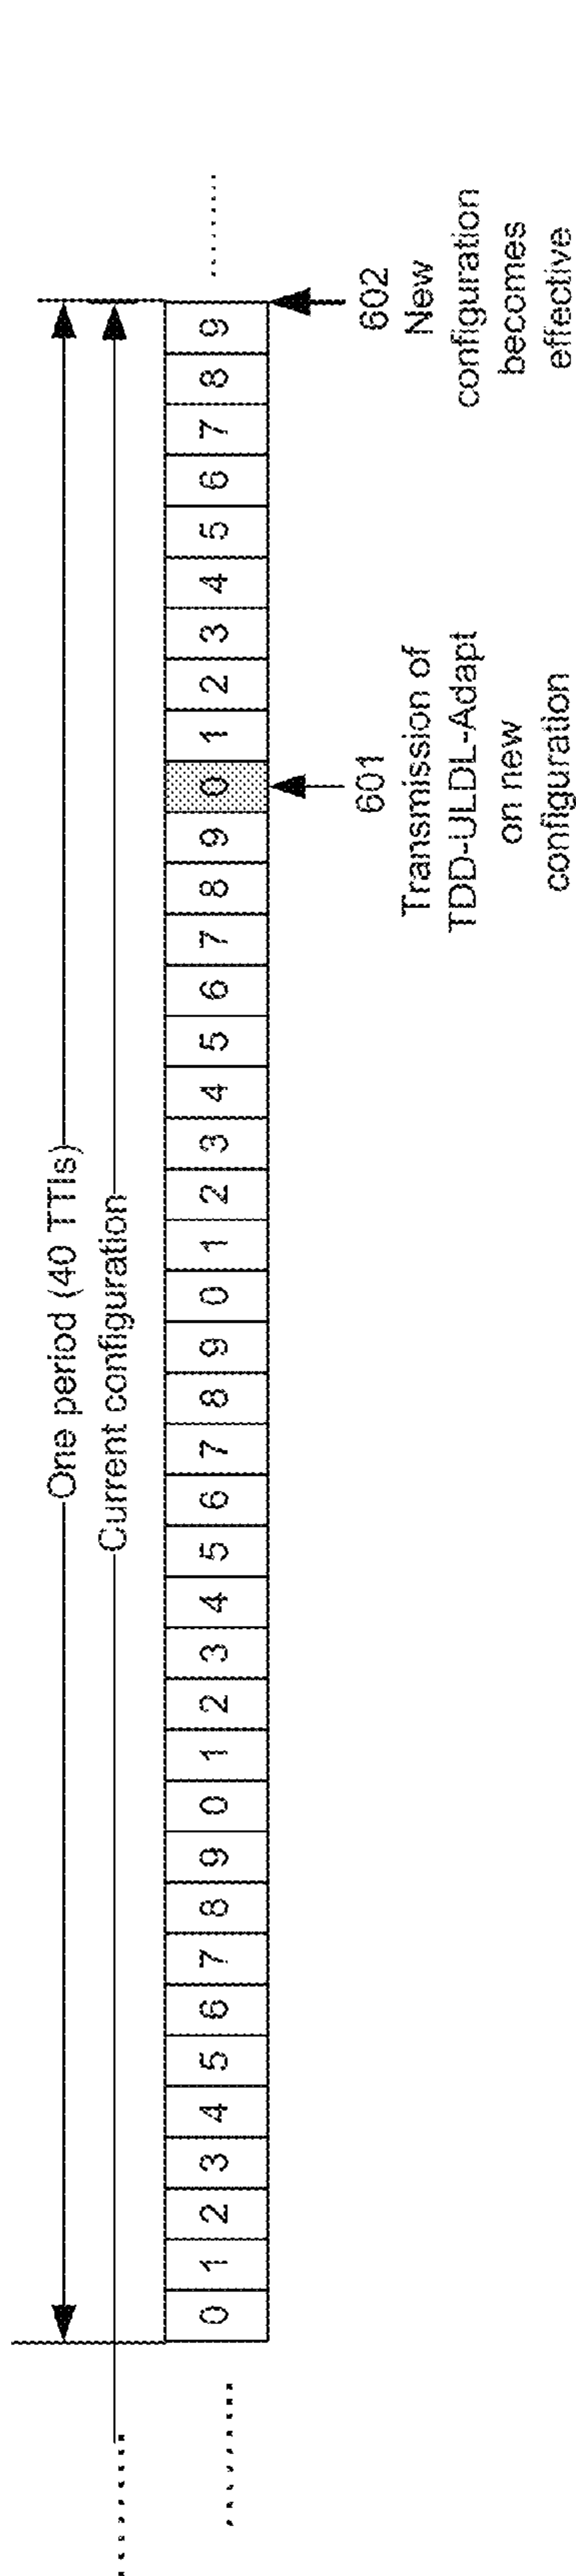 One period (40 TTIs)
Current configuration
0 1 2 3 4 5 6 7 8 9 0 1 2 3 4 5 6 7 8 9 0 1 2 3 4 5 6 7 8 9 0 1 2 3 4 5 6 7 8 9
601
Transmission of
TDD-ULDL-Adapt
on new
configuration
602
New
configuration
becomes
effective